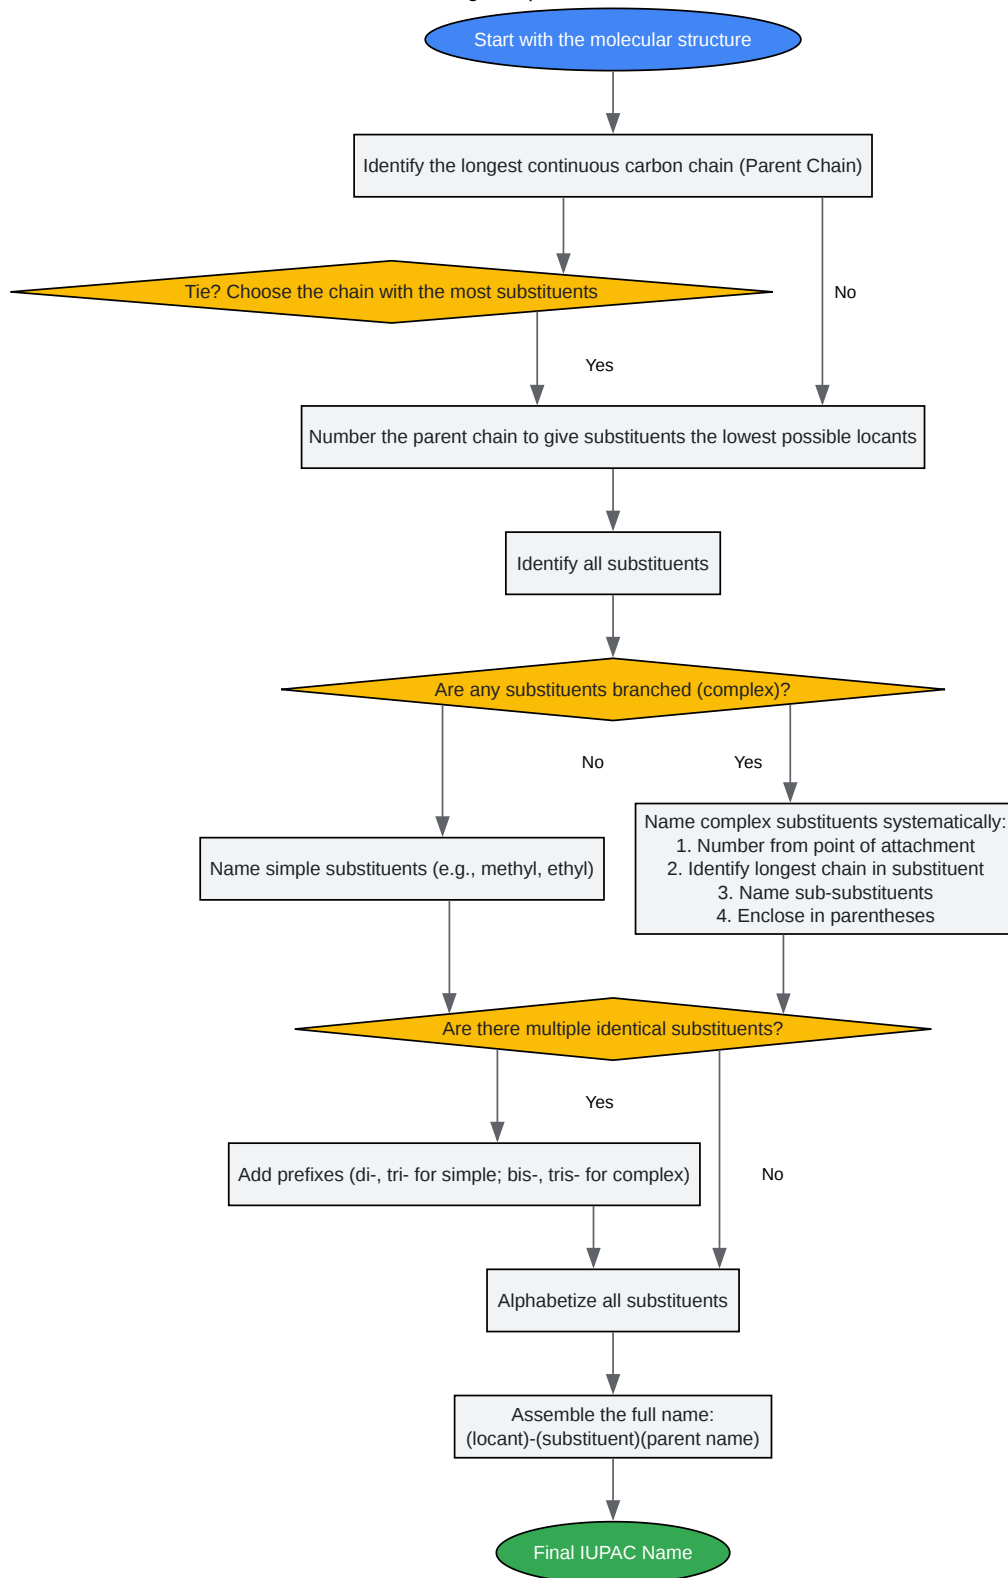 Start with the molecular structure
Identify the longest continuous carbon chain (Parent Chain)
Tie? Choose the chain with the most substituents
No
Yes
Number the parent chain to give substituents the lowest possible locants
Identify all substituents
Are any substituents branched (complex)?
No
Yes
Name simple substituents (e.g., methyl, ethyl)
Name complex substituents systematically:
1. Number from point of attachment
2. Identify longest chain in substituent
3. Name sub-substituents
4. Enclose in parentheses
Are there multiple identical substituents?
Yes
Add prefixes (di-, tri- for simple; bis-, tris- for complex)
No
Alphabetize all substituents
Assemble the full name:
(locant)-(substituent)(parent name)
Final IUPAC Name